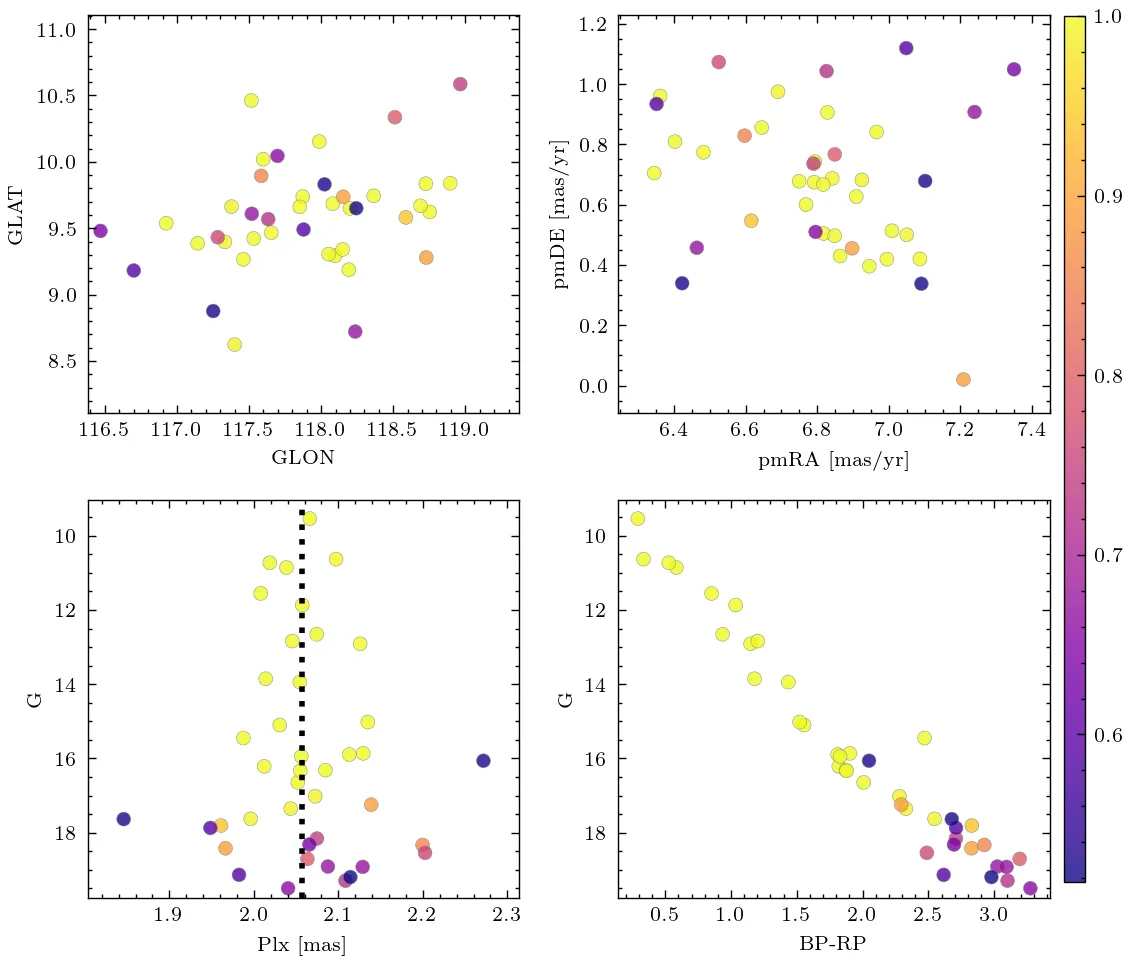 11.0
10.5
10.0
9.5
9.0
8.5
GLAT
116.5 117.0 117.5 118.0 118.5 119.0
GLON
1.2
1.0
0.8
0.6
0.4
0.2
0.0
pmDE [mas/yr]
6.4 6.6 6.8 7.0 7.2 7.4
pmRA [mas/yr]
1.0
0.9
0.8
0.7
0.6
10
12
14
16
18
G
1.9 2.0 2.1 2.2 2.3
Plx [mas]
10
12
14
16
18
G
0.5 1.0 1.5 2.0 2.5 3.0
BP-RP